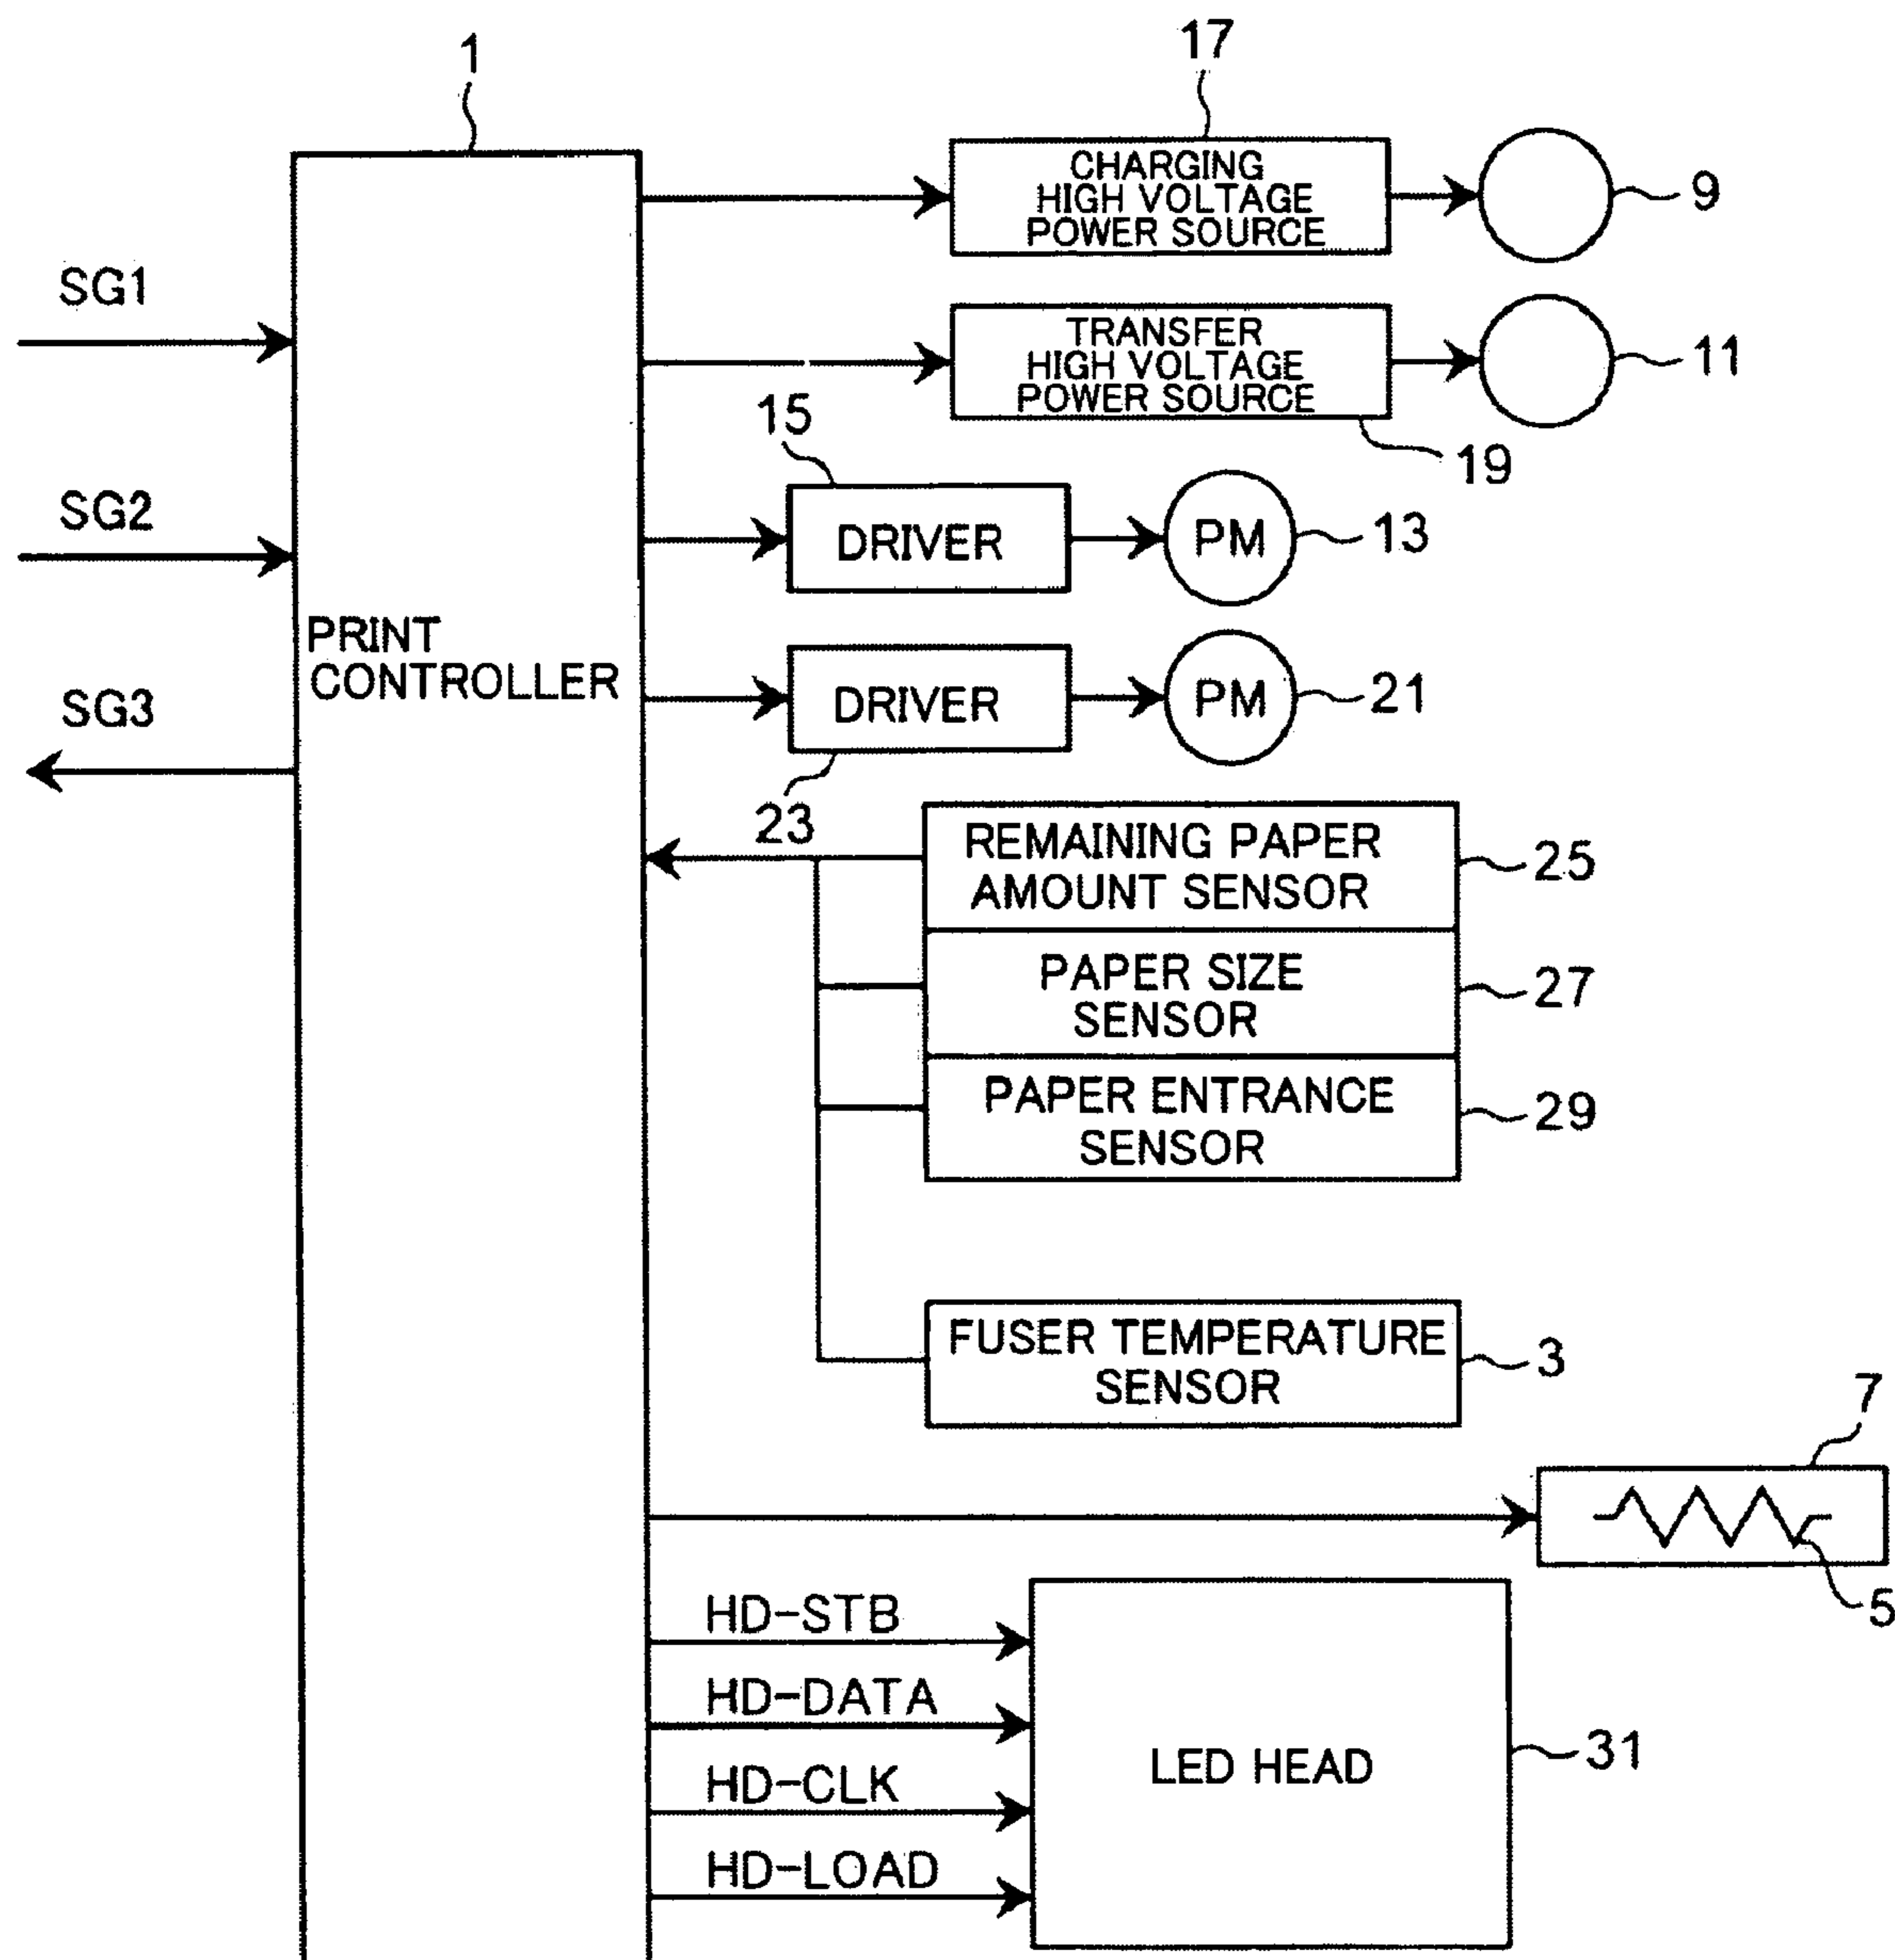 1
17
CHARGING
HIGH VOLTAGE
POWER SOURCE
9
SG1
TRANSFER
HIGH VOLTAGE
POWER SOURCE
11
15
19
SG2
DRIVER
PM
13
PRINT
CONTROLLER
SG3
DRIVER
PM
21
23
REMAINING PAPER
AMOUNT SENSOR
25
PAPER SIZE
SENSOR
27
PAPER ENTRANCE
SENSOR
29
FUSER TEMPERATURE
SENSOR
3
7
5
HD-STB
HD-DATA
LED HEAD
31
HD-CLK
HD-LOAD